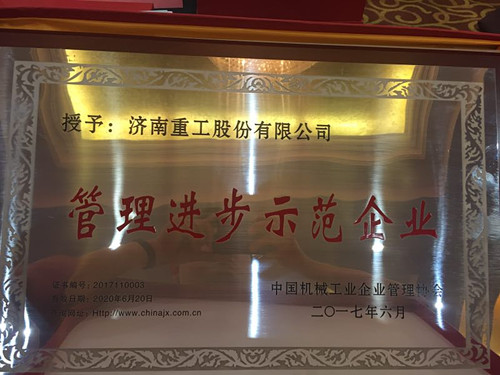 授予：济南重工股份有限公司
管理进步示范企业
证书编号：2017110003
有效日期：2020年6月20日
中国机械工业企业管理协会
网址：Http://www.chinajx.com.cn
二〇一七年六月